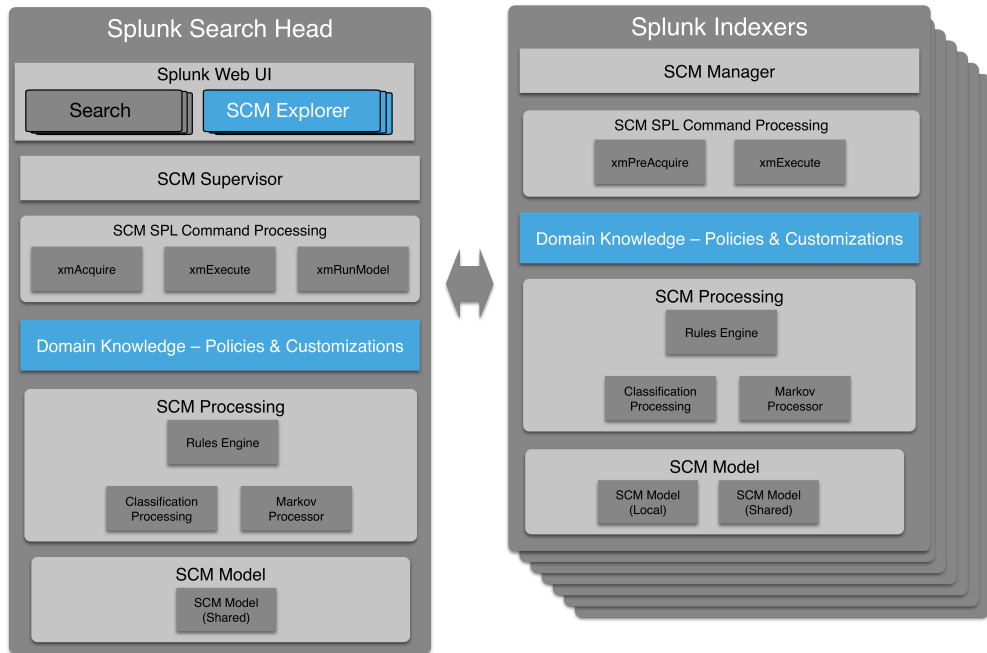 Splunk Search Head
Splunk Web UI
Search
SCM Explorer
SCM Supervisor
SCM SPL Command Processing
xmAcquire
xmExecute
xmRunModel
Domain Knowledge – Policies & Customizations
SCM Processing
Rules Engine
Classification
Processing
Markov
Processor
SCM Model
SCM Model
(Shared)
Splunk Indexers
SCM Manager
SCM SPL Command Processing
xmPreAcquire
xmExecute
Domain Knowledge – Policies & Customizations
SCM Processing
Rules Engine
Classification
Processing
Markov
Processor
SCM Model
SCM Model
(Local)
SCM Model
(Shared)